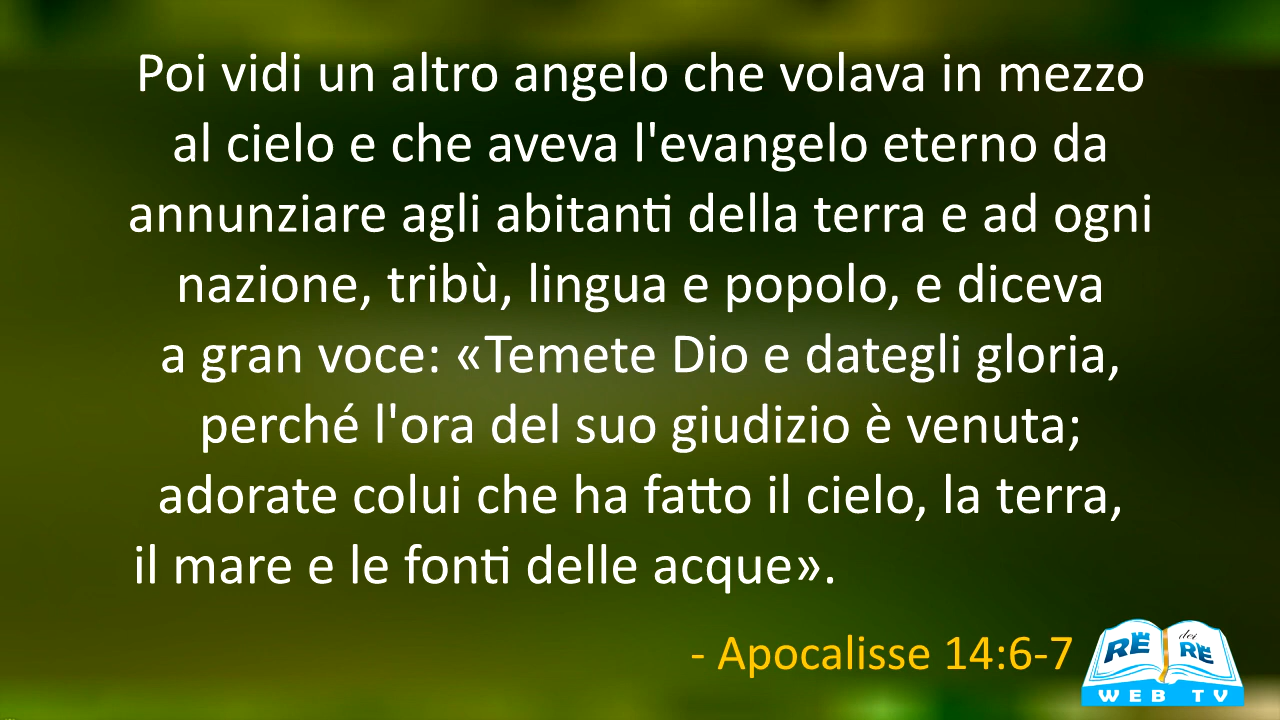 Poi vidi un altro angelo che volava in mezzo
al cielo e che aveva l'evangelo eterno da
annunziare agli abitanti della terra e ad ogni
nazione, tribù, lingua e popolo, e diceva
a gran voce: «Temete Dio e dategli gloria,
perché l'ora del suo giudizio è venuta;
adorate colui che ha fatto il cielo, la terra,
il mare e le fonti delle acque».
- Apocalisse 14:6-7
RE dei RE
WEB TV